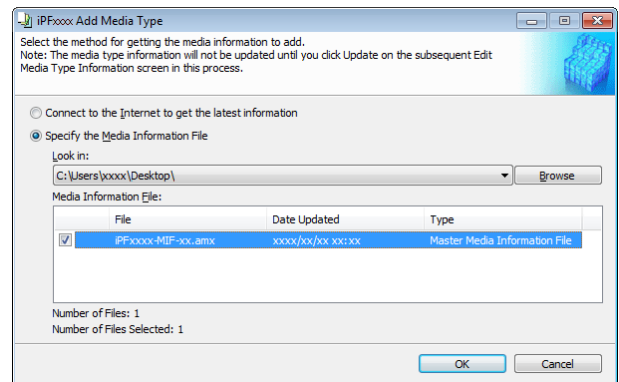 iPFxxxx Add Media Type
Select the method for getting the media information to add.
Note: The media type information will not be updated until you click Update on the subsequent Edit
Media Type Information screen in this process.
Connect to the Internet to get the latest information
Specify the Media Information File
Look in:
C:\Users\xxxx\Desktop\ Browse
Media Information File:
File Date Updated Type
iPFxxxx-MIF-xx.amx xxxx/xx/xx xx:xx Master Media Information File
Number of Files: 1
Number of Files Selected: 1
OK Cancel